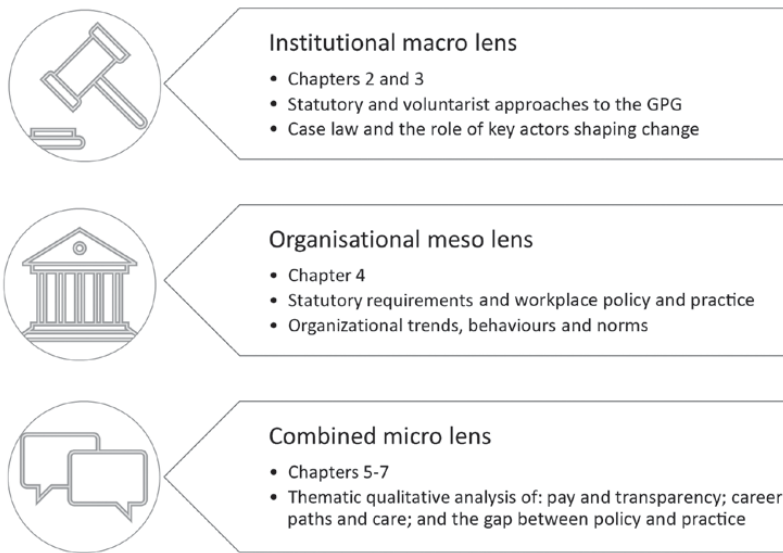 Institutional macro lens
• Chapters 2 and 3
• Statutory and voluntarist approaches to the GPG
• Case law and the role of key actors shaping change
Organisational meso lens
• Chapter 4
• Statutory requirements and workplace policy and practice
• Organizational trends, behaviours and norms
Combined micro lens
• Chapters 5-7
• Thematic qualitative analysis of: pay and transparency; career
paths and care; and the gap between policy and practice